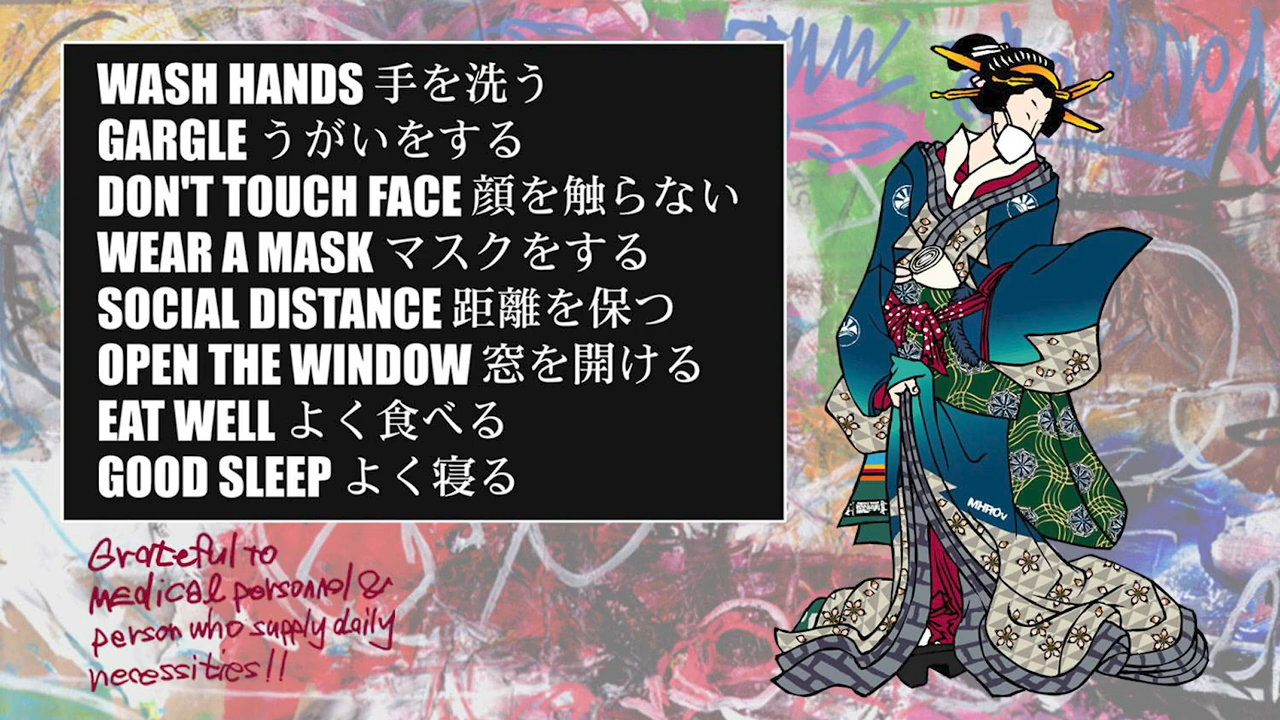 WASH HANDS 手を洗う
GARGLE うがいをする
DON'T TOUCH FACE 顔を触らない
WEAR A MASK マスクをする
SOCIAL DISTANCE 距離を保つ
OPEN THE WINDOW 窓を開ける
EAT WELL よく食べる
GOOD SLEEP よく寝る
Grateful to
medical personnel &
person who supply daily
necessities!!